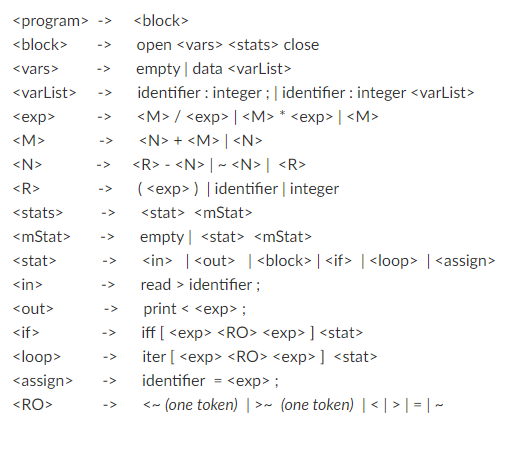 <program> -> <block>
<block> -> open <vars> <stats> close
<vars> -> empty | data <varList>
<varList> -> identifier : integer ; | identifier : integer <varList>
<exp> -> <M> / <exp> | <M> * <exp> | <M>
<M> -> <N> + <M> | <N>
<N> -> <R> - <N> | ~ <N> | <R>
<R> -> ( <exp> ) | identifier | integer
<stats> -> <stat> <mStat>
<mStat> -> empty | <stat> <mStat>
<stat> -> <in> | <out> | <block> | <if> | <loop> | <assign>
<in> -> read > identifier ;
<out> -> print < <exp> ;
<if> -> iff [ <exp> <RO> <exp> ] <stat>
<loop> -> iter [ <exp> <RO> <exp> ] <stat>
<assign> -> identifier = <exp> ;
<RO> -> <~ (one token) | >~ (one token) | < | > | = | ~